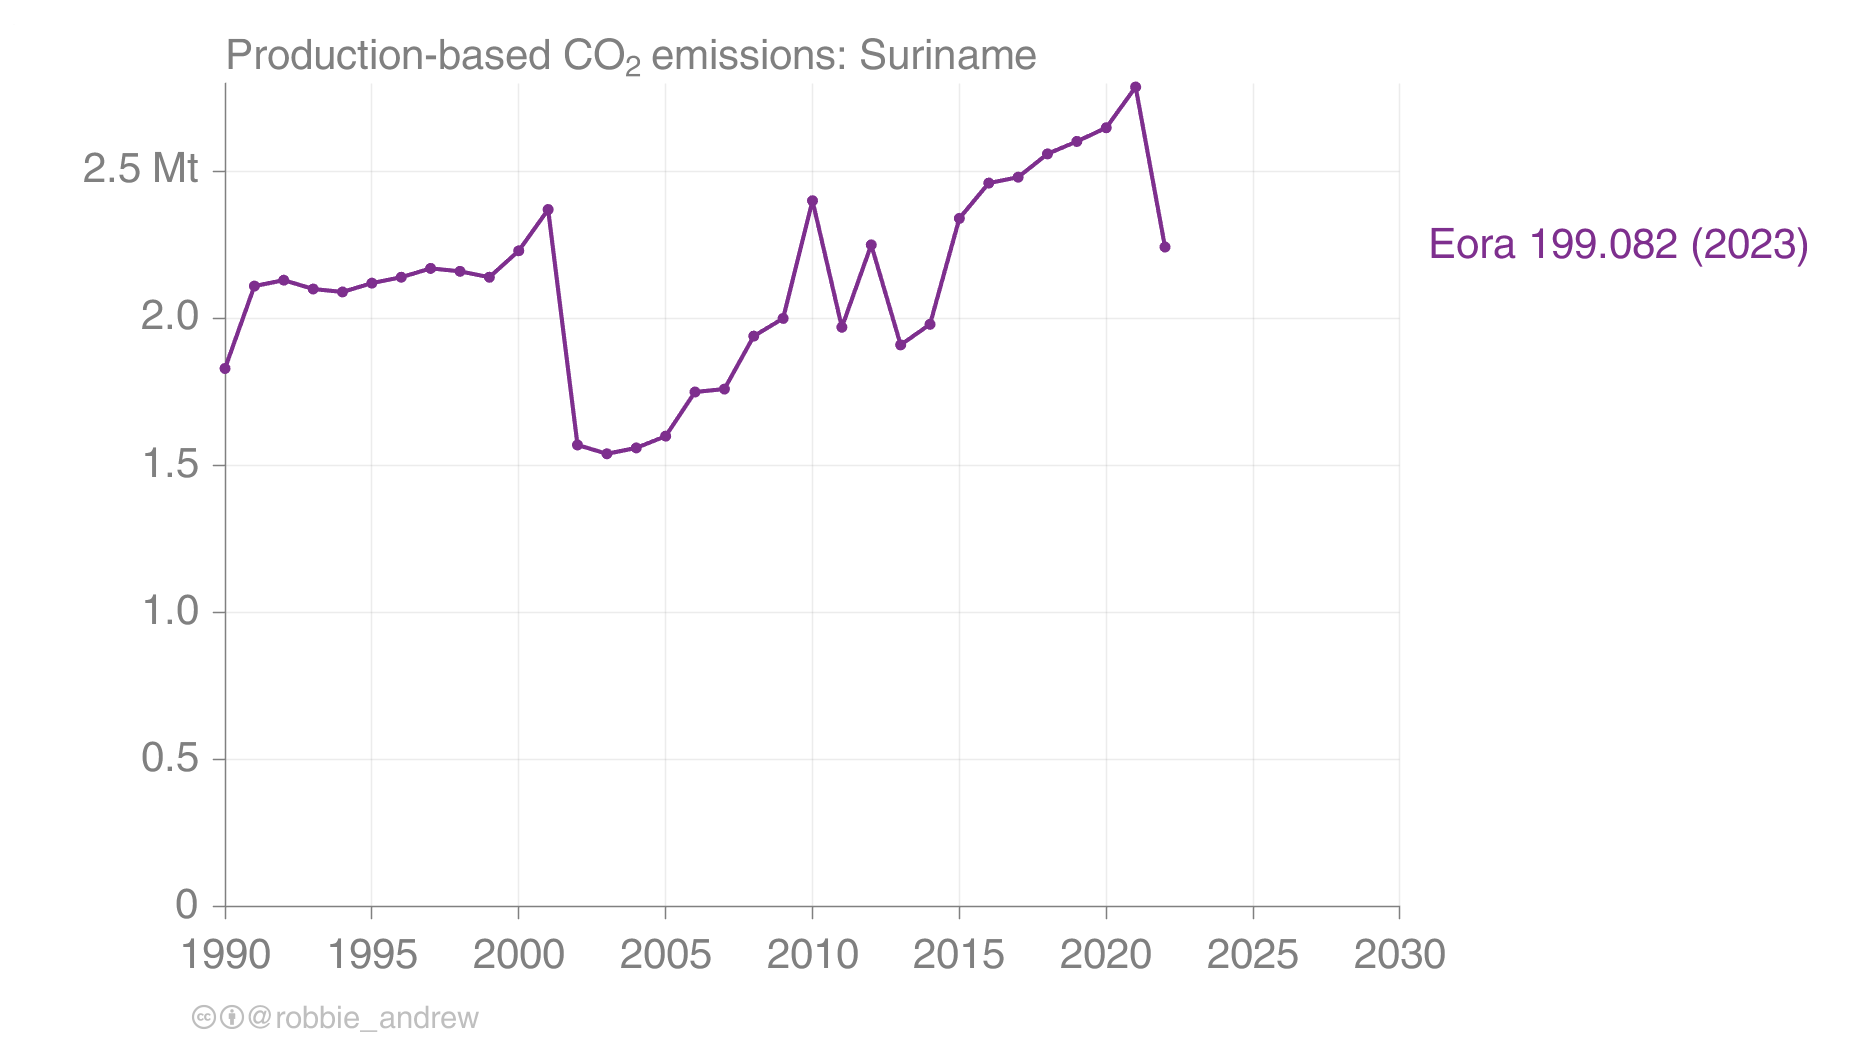 Production-based CO₂ emissions: Suriname
2.5 Mt
2.0
1.5
1.0
0.5
0
1990 1995 2000 2005 2010 2015 2020 2025 2030
Eora 199.082 (2023)
@robbie_andrew